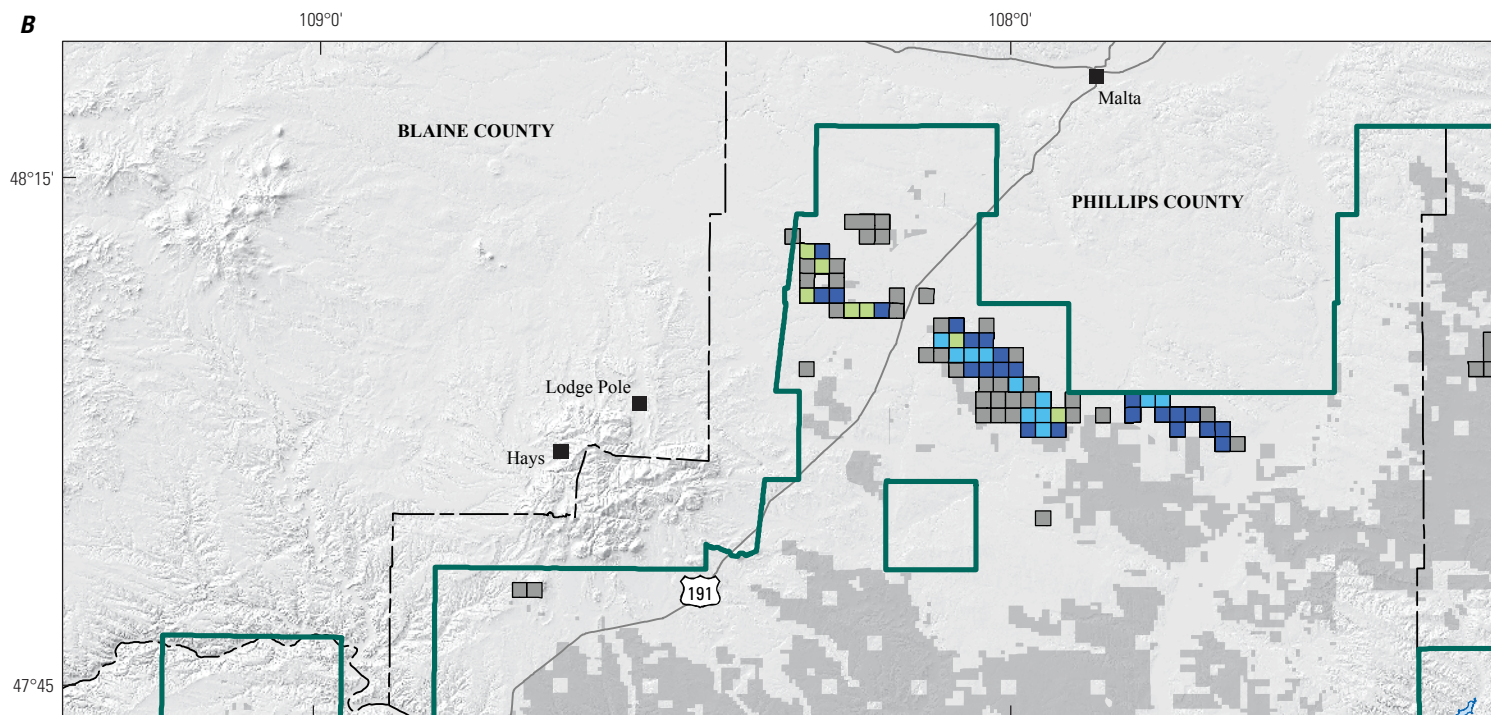 B
109°0'
108°0'
Malta
BLAINE COUNTY
48°15'
PHILLIPS COUNTY
Lodge Pole
Hays
191
47°45